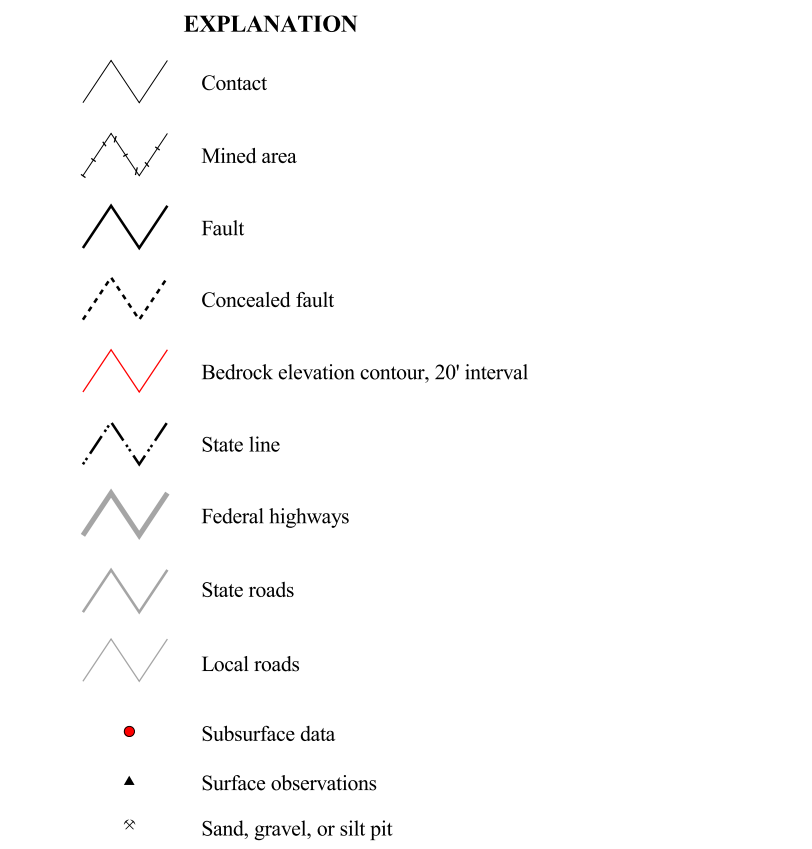 EXPLANATION
Contact
Mined area
Fault
Concealed fault
Bedrock elevation contour, 20' interval
State line
Federal highways
State roads
Local roads
Subsurface data
Surface observations
Sand, gravel, or silt pit